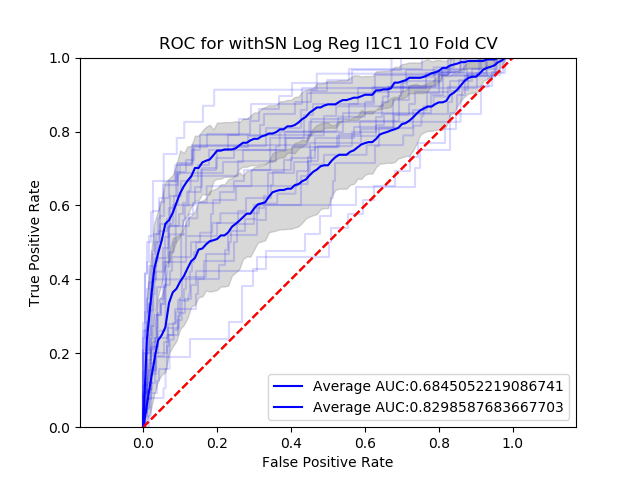 ROC for withSN Log Reg l1C1 10 Fold CV
1.0
0.8
0.6
0.4
0.2
0.0
True Positive Rate
Average AUC:0.6845052219086741
Average AUC:0.8298587683667703
0.0 0.2 0.4 0.6 0.8 1.0
False Positive Rate